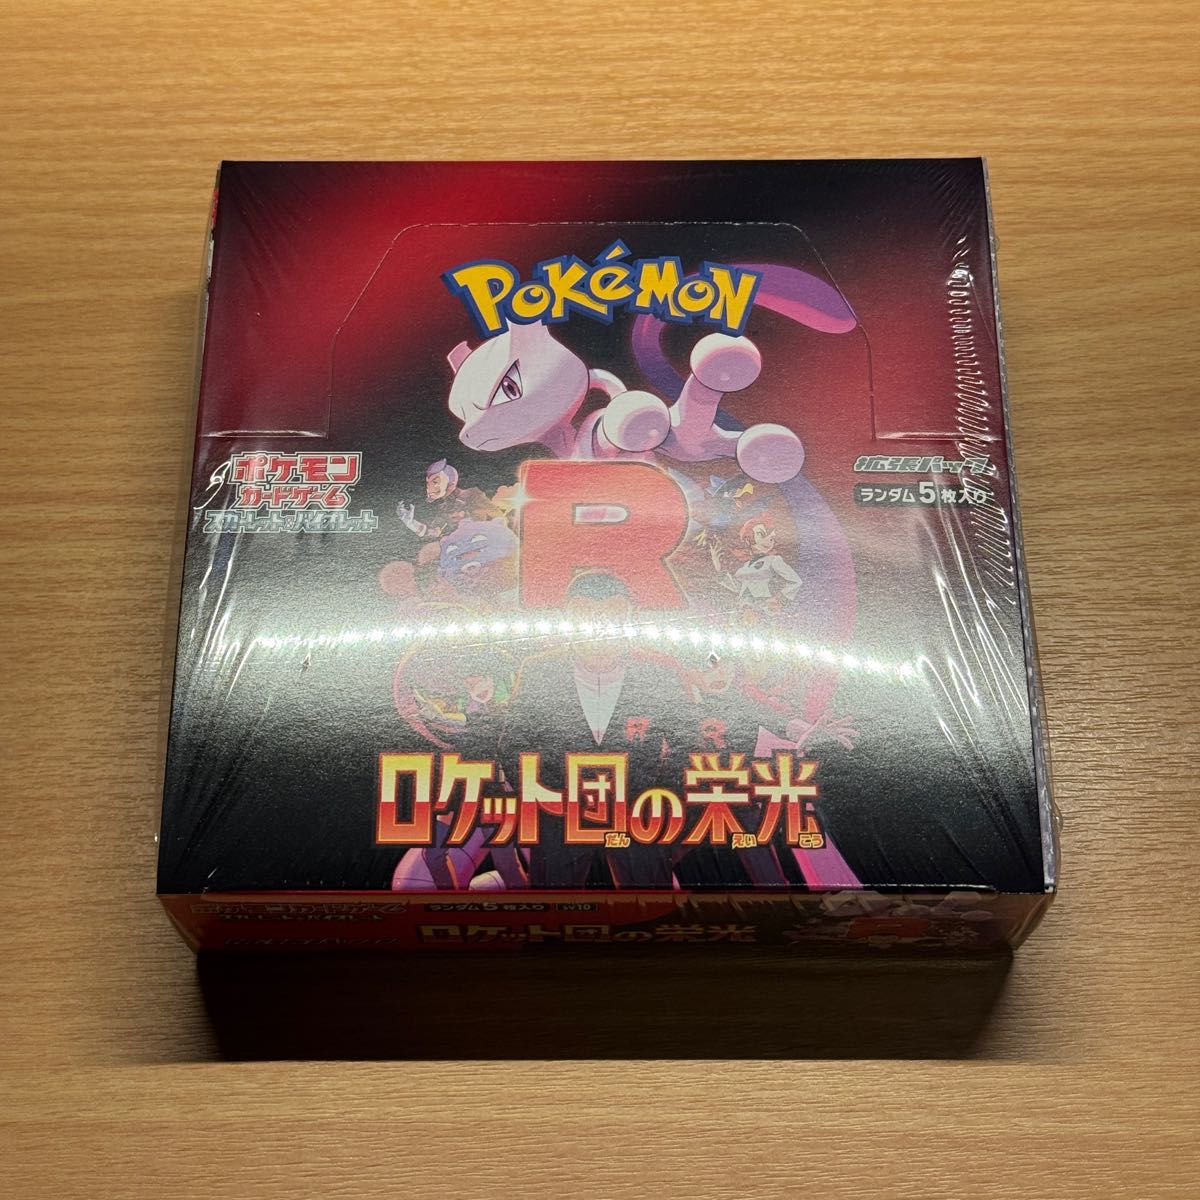 POKÉMON
ポケモン
カードゲーム
スカーレット&バイオレット
拡張パック
ランダム5枚入り
R
ロケット団の栄光
だん えい こう
ランダム5枚入り sv10
ロケット団の栄光